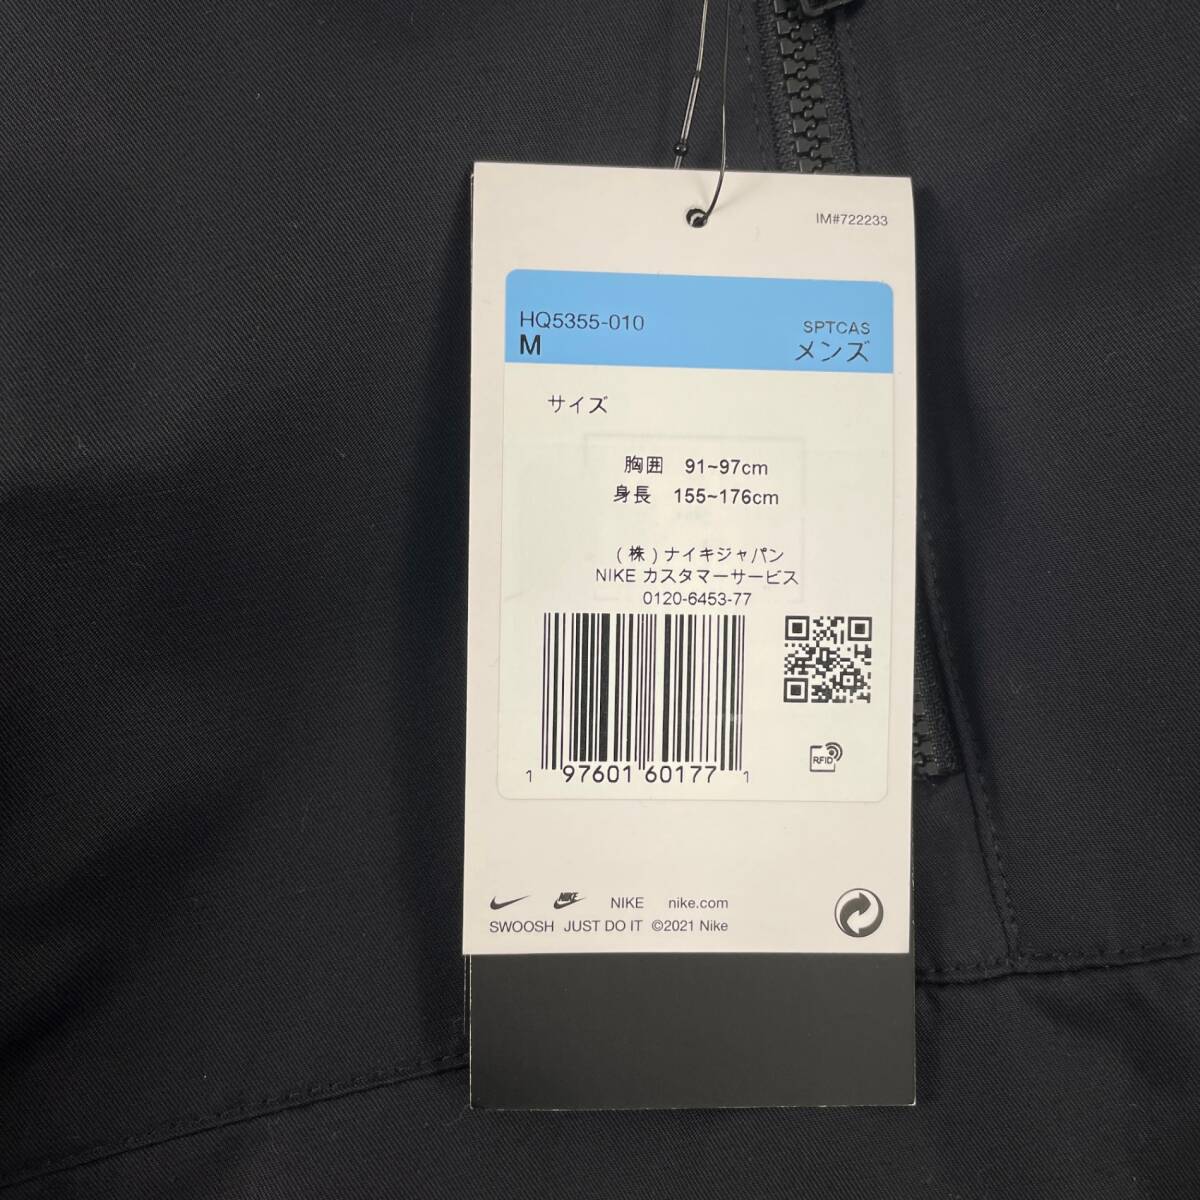 IM#722233
HQ5355-010
M
SPTCAS
メンズ
サイズ
胸囲 91~97cm
身長 155~176cm
(株)ナイキジャパン
NIKE カスタマーサービス
0120-6453-77
1 97601 60177 1
RFID
NIKE NIKE nike.com
SWOOSH JUST DO IT ©2021 Nike